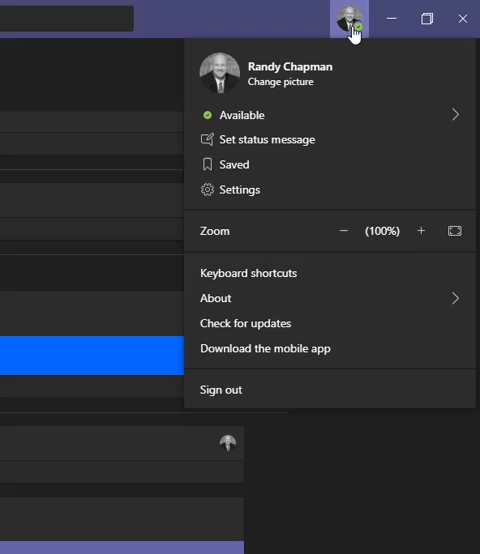 Randy Chapman
Change picture
Available
Set status message
Saved
Settings
Zoom (100%)
Keyboard shortcuts
About
Check for updates
Download the mobile app
Sign out